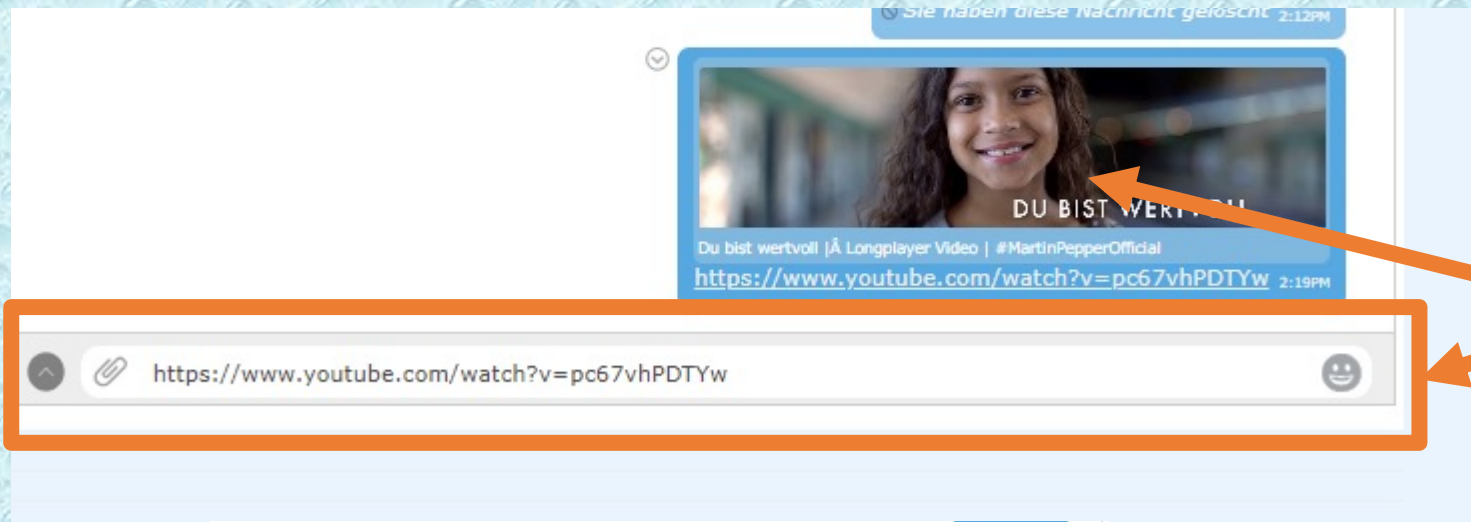 Sie haben diese Nachricht gelöscht 2:12PM
DU BIST
Du bist wertvoll |Â Longplayer Video | #MartinPepperOfficial
https://www.youtube.com/watch?v=pc67vhPDTYw 2:19PM
https://www.youtube.com/watch?v=pc67vhPDTYw